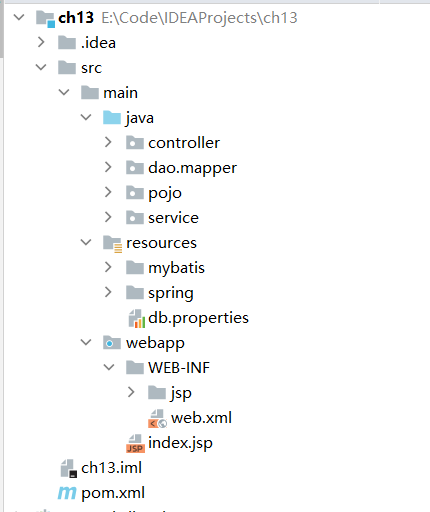 ch13 E:\Code\IDEAProjects\ch13
.idea
src
main
java
controller
dao.mapper
pojo
service
resources
mybatis
spring
db.properties
webapp
WEB-INF
jsp
web.xml
JSP index.jsp
ch13.iml
m pom.xml